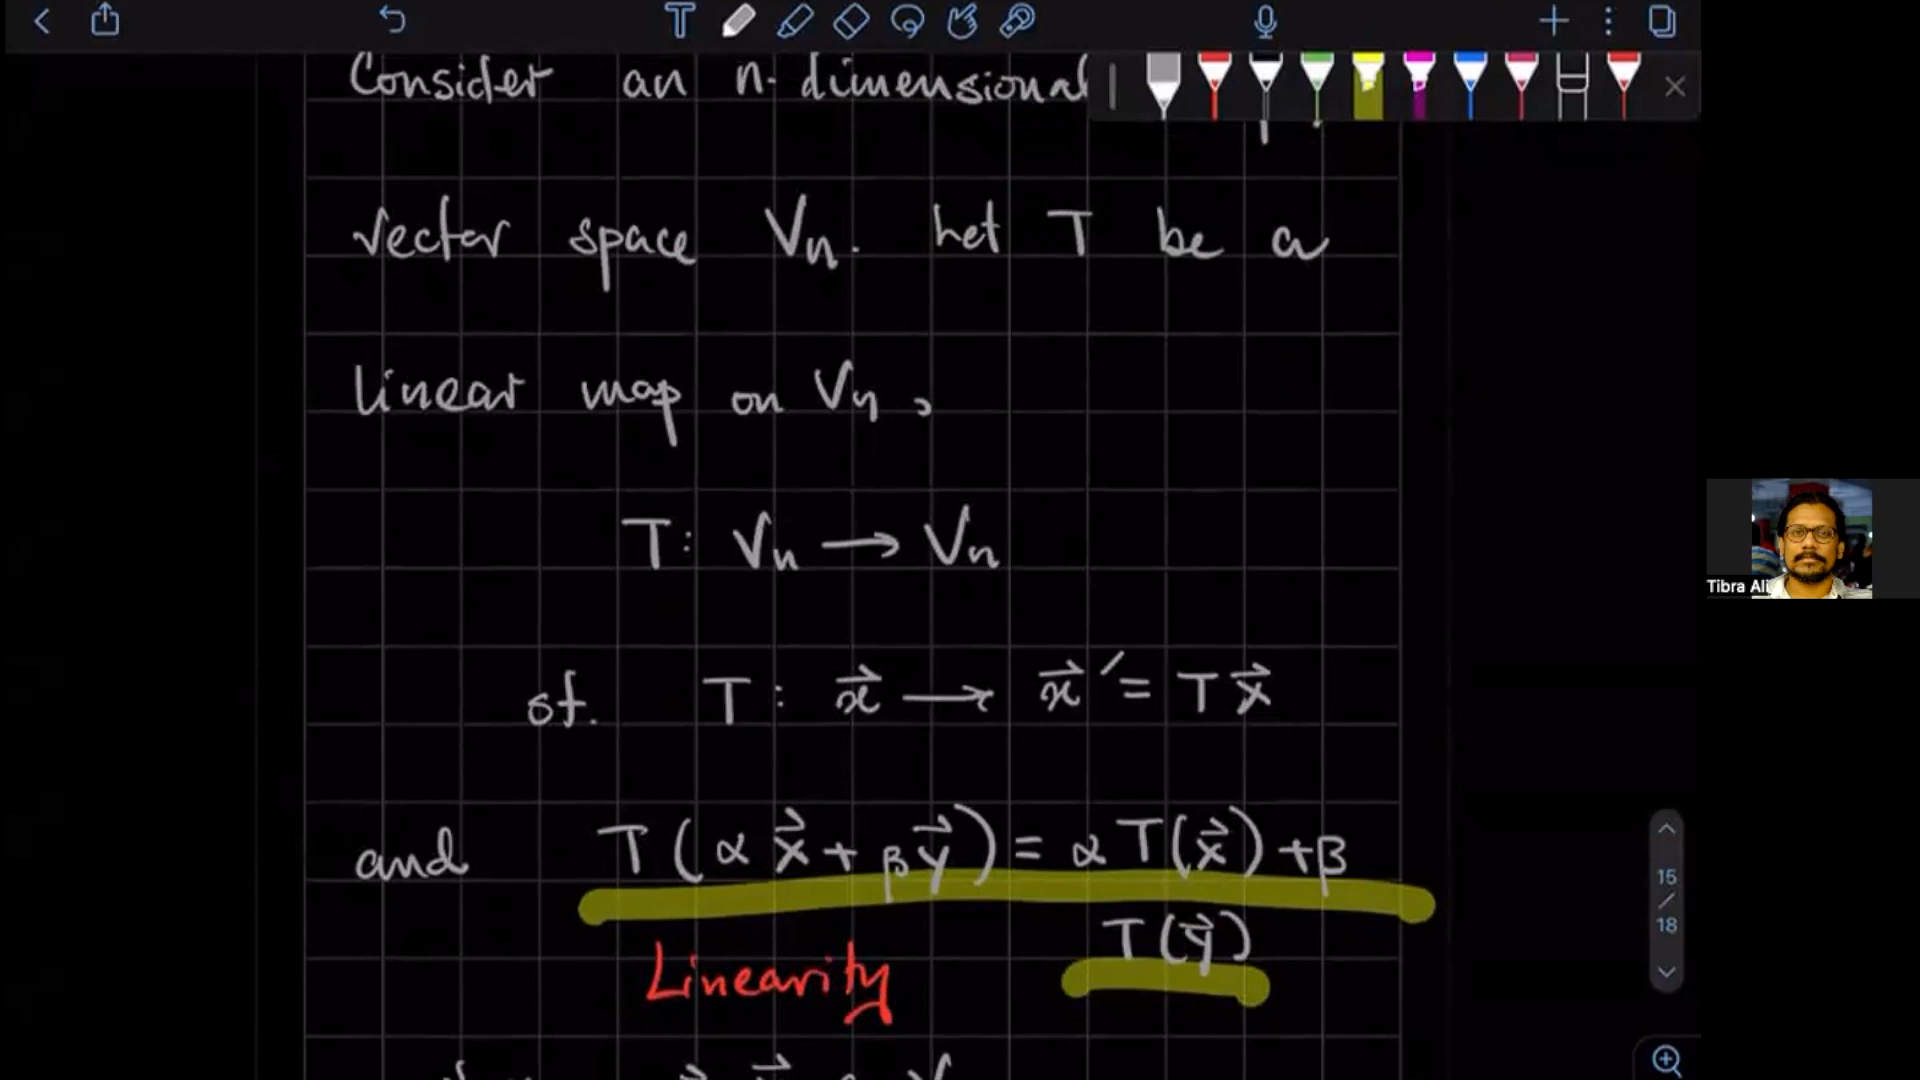 Consider an n-dimensional
vector space Vₙ. Let T be a
linear map on Vₙ,
T: Vₙ → Vₙ
st. T: x⃗ → x⃗′ = T x⃗
and T(α x⃗ + β y⃗) = α T(x⃗) + β
T(y⃗)
Linearity
15
/
18
Tibra Ali